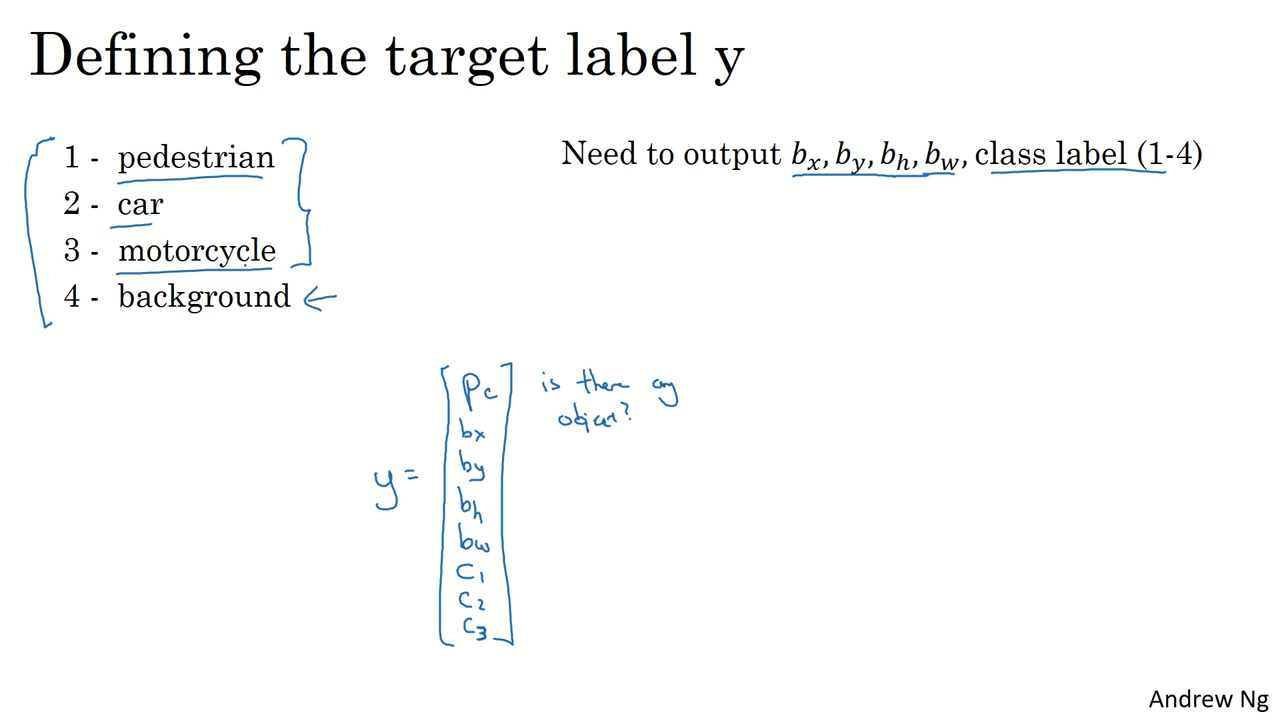 Defining the target label y
1 - pedestrian
2 - car
3 - motorcycle
4 - background ←
Need to output bx, by, bh, bw, class label (1-4)
y =
Pc
bx
by
bh
bw
C1
C2
C3
is there any
object?
Andrew Ng